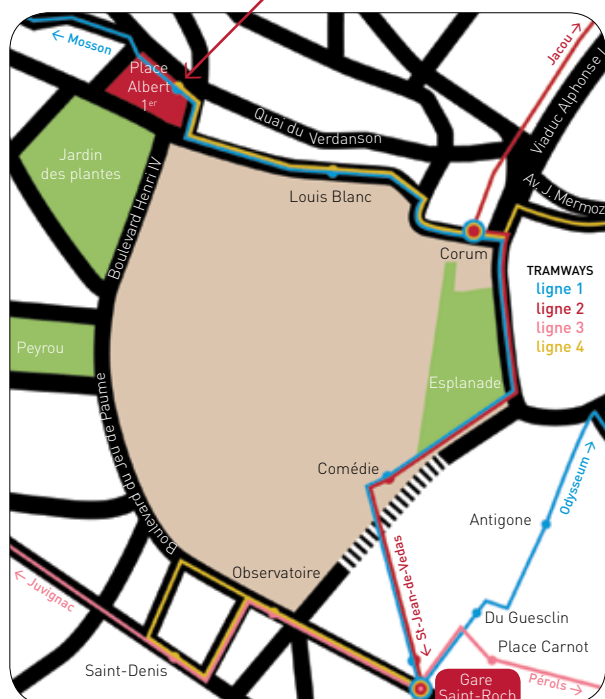 ← Mosson
Place
Albert
1er
Jacou →
Viaduc Alphonse
Quai du Verdanson
Av. J. Mermoz
Jardin
des plantes
Boulevard Henri IV
Louis Blanc
Corum
TRAMWAYS
ligne 1
ligne 2
ligne 3
ligne 4
Peyrou
Esplanade
Boulevard du Jeu de Paume
Comédie
Antigone
Odysseum →
Observatoire
← St-Jean-de-Vedas
← Juvignac
Du Guesclin
Place Carnot
Saint-Denis
Gare
Saint-Roch
Pérols →